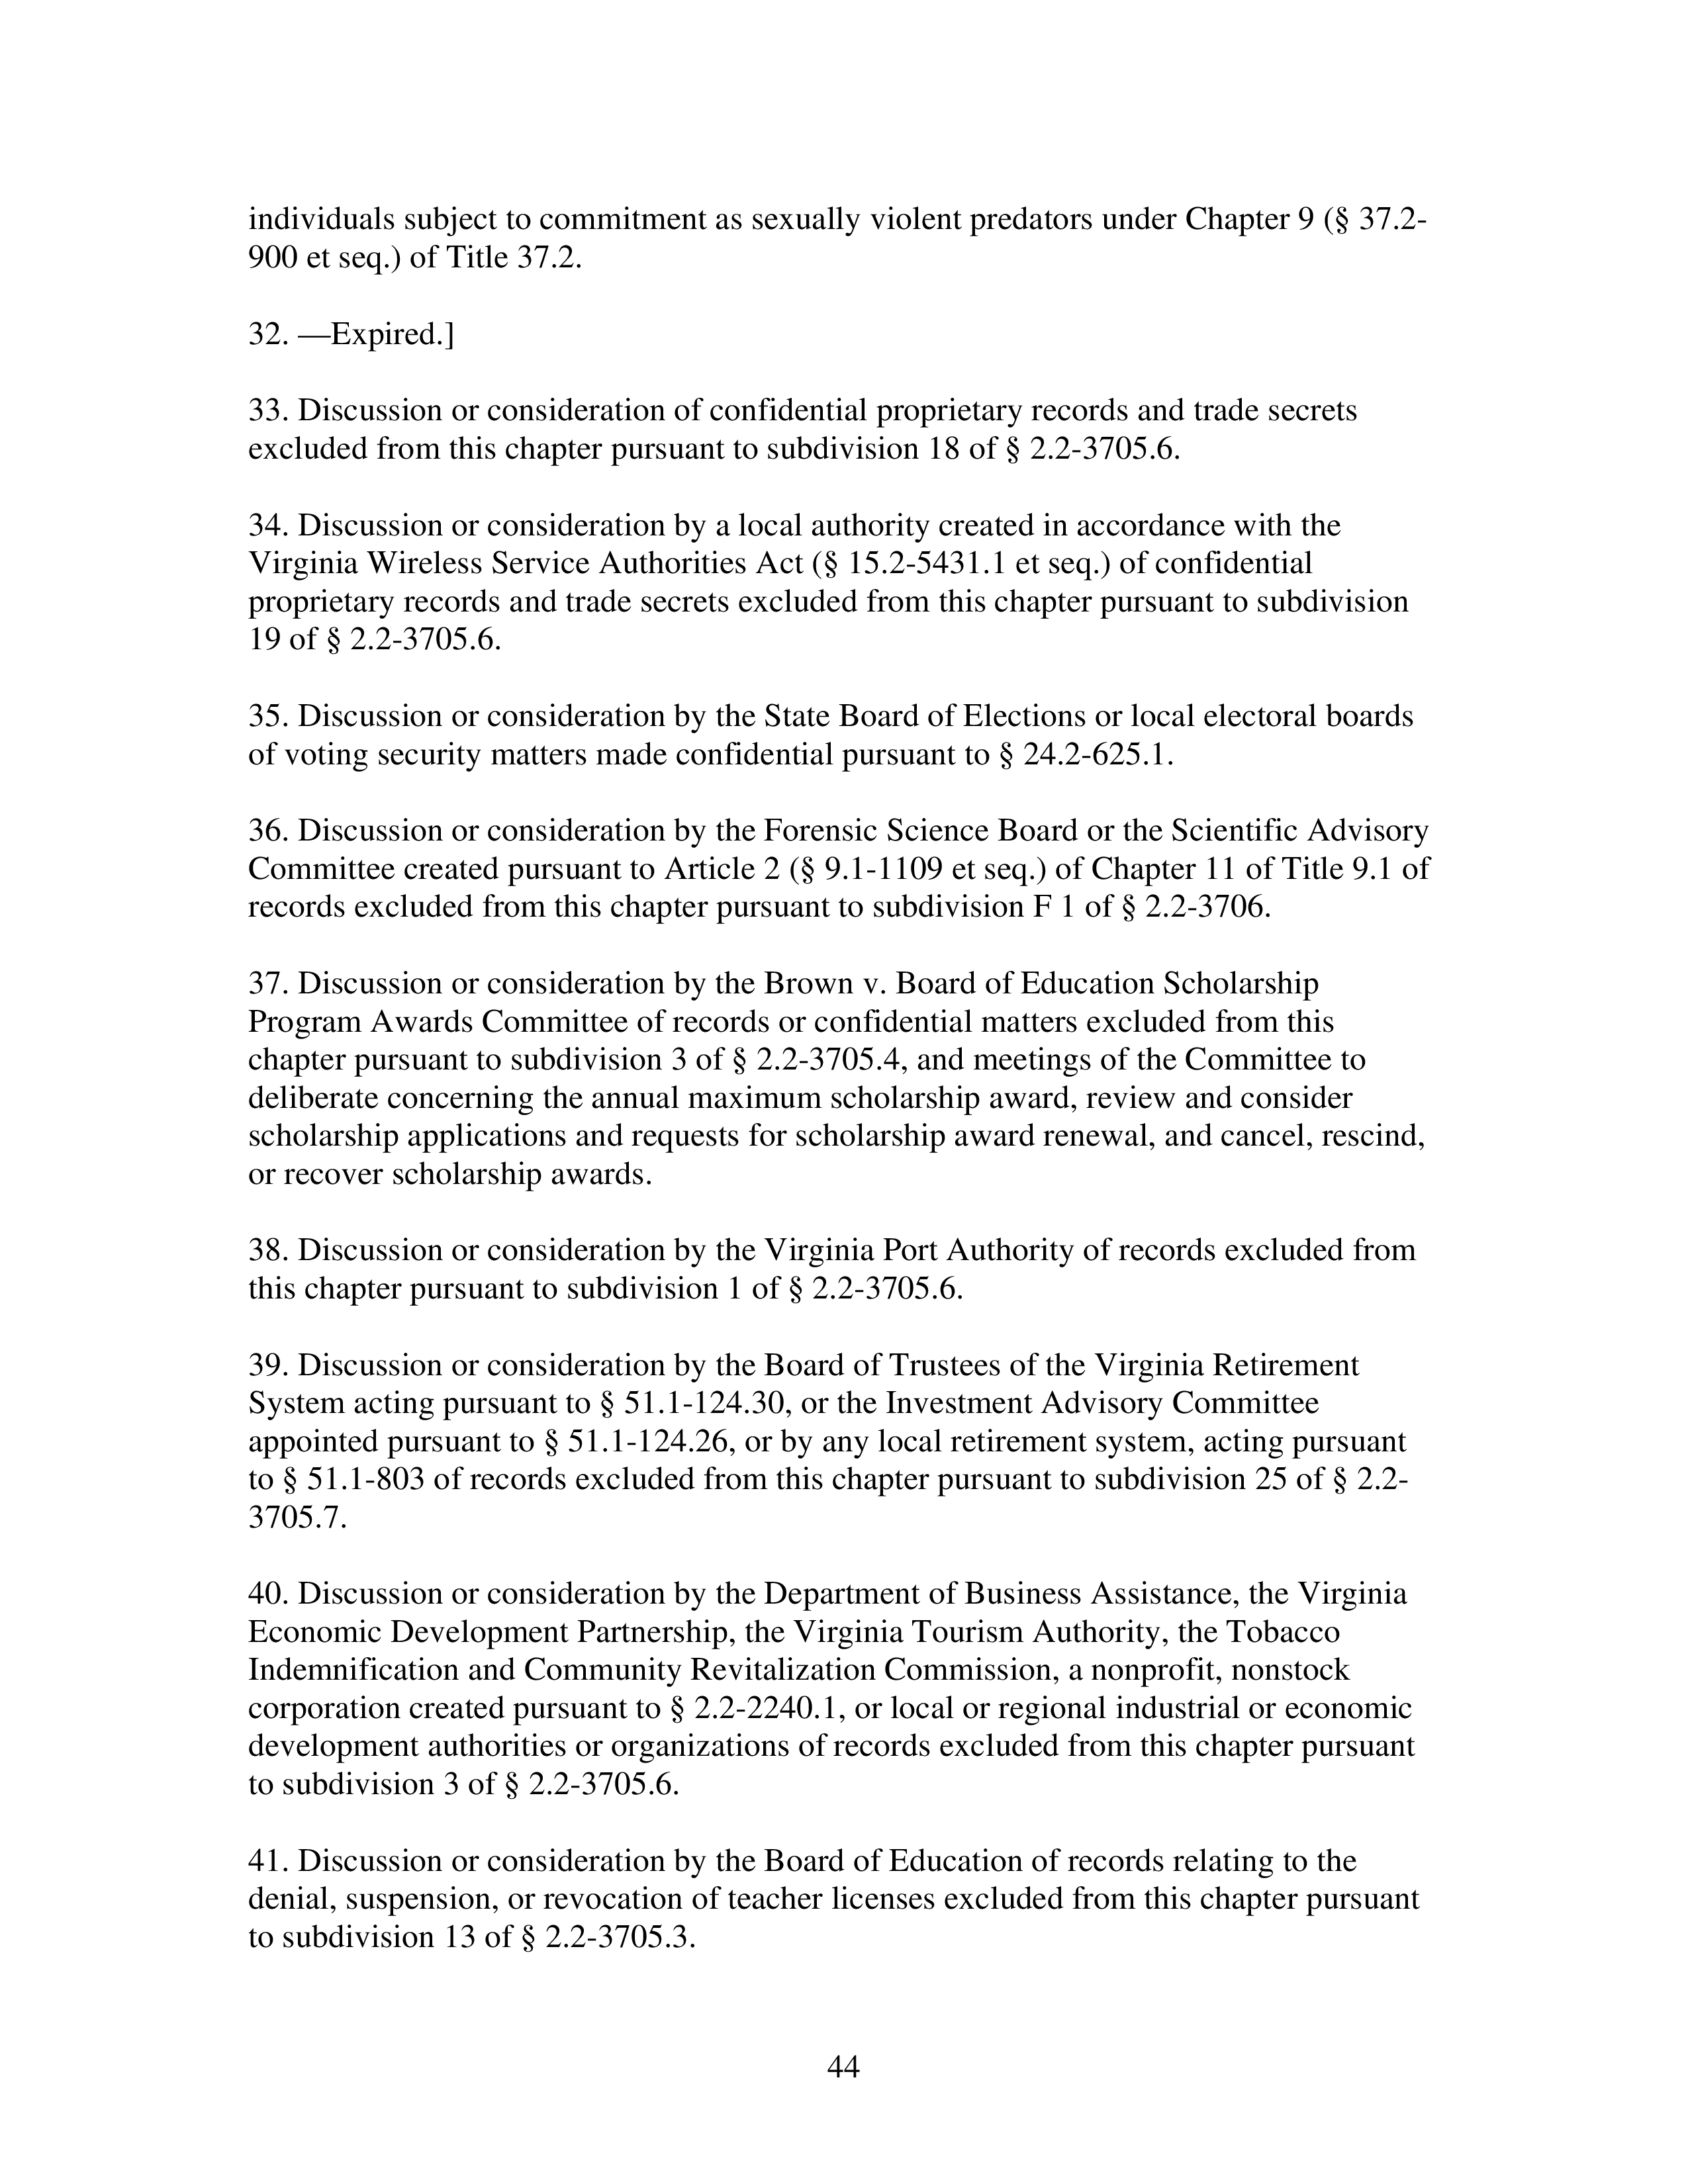 individuals subject to commitment as sexually violent predators under Chapter 9 (§ 37.2-
900 et seq.) of Title 37.2.
32. —Expired.]
33. Discussion or consideration of confidential proprietary records and trade secrets
excluded from this chapter pursuant to subdivision 18 of § 2.2-3705.6.
34. Discussion or consideration by a local authority created in accordance with the
Virginia Wireless Service Authorities Act (§ 15.2-5431.1 et seq.) of confidential
proprietary records and trade secrets excluded from this chapter pursuant to subdivision
19 of § 2.2-3705.6.
35. Discussion or consideration by the State Board of Elections or local electoral boards
of voting security matters made confidential pursuant to § 24.2-625.1.
36. Discussion or consideration by the Forensic Science Board or the Scientific Advisory
Committee created pursuant to Article 2 (§ 9.1-1109 et seq.) of Chapter 11 of Title 9.1 of
records excluded from this chapter pursuant to subdivision F 1 of § 2.2-3706.
37. Discussion or consideration by the Brown v. Board of Education Scholarship
Program Awards Committee of records or confidential matters excluded from this
chapter pursuant to subdivision 3 of § 2.2-3705.4, and meetings of the Committee to
deliberate concerning the annual maximum scholarship award, review and consider
scholarship applications and requests for scholarship award renewal, and cancel, rescind,
or recover scholarship awards.
38. Discussion or consideration by the Virginia Port Authority of records excluded from
this chapter pursuant to subdivision 1 of § 2.2-3705.6.
39. Discussion or consideration by the Board of Trustees of the Virginia Retirement
System acting pursuant to § 51.1-124.30, or the Investment Advisory Committee
appointed pursuant to § 51.1-124.26, or by any local retirement system, acting pursuant
to § 51.1-803 of records excluded from this chapter pursuant to subdivision 25 of § 2.2-
3705.7.
40. Discussion or consideration by the Department of Business Assistance, the Virginia
Economic Development Partnership, the Virginia Tourism Authority, the Tobacco
Indemnification and Community Revitalization Commission, a nonprofit, nonstock
corporation created pursuant to § 2.2-2240.1, or local or regional industrial or economic
development authorities or organizations of records excluded from this chapter pursuant
to subdivision 3 of § 2.2-3705.6.
41. Discussion or consideration by the Board of Education of records relating to the
denial, suspension, or revocation of teacher licenses excluded from this chapter pursuant
to subdivision 13 of § 2.2-3705.3.
44